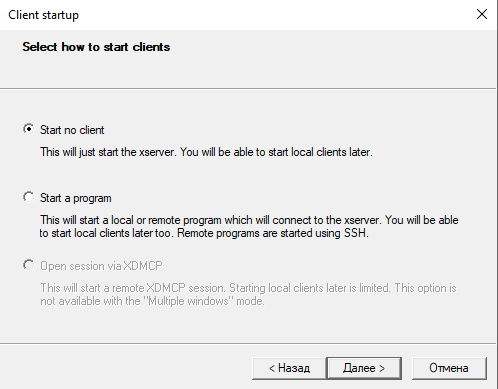 Client startup
Select how to start clients
Start no client
This will just start the xserver. You will be able to start local clients later.
Start a program
This will start a local or remote program which will connect to the xserver. You will be able
to start local clients later too. Remote programs are started using SSH.
Open session via XDMCP
This will start a remote XDMCP session. Starting local clients later is limited. This option is
not available with the "Multiple windows" mode.
< Назад Далее > Отмена